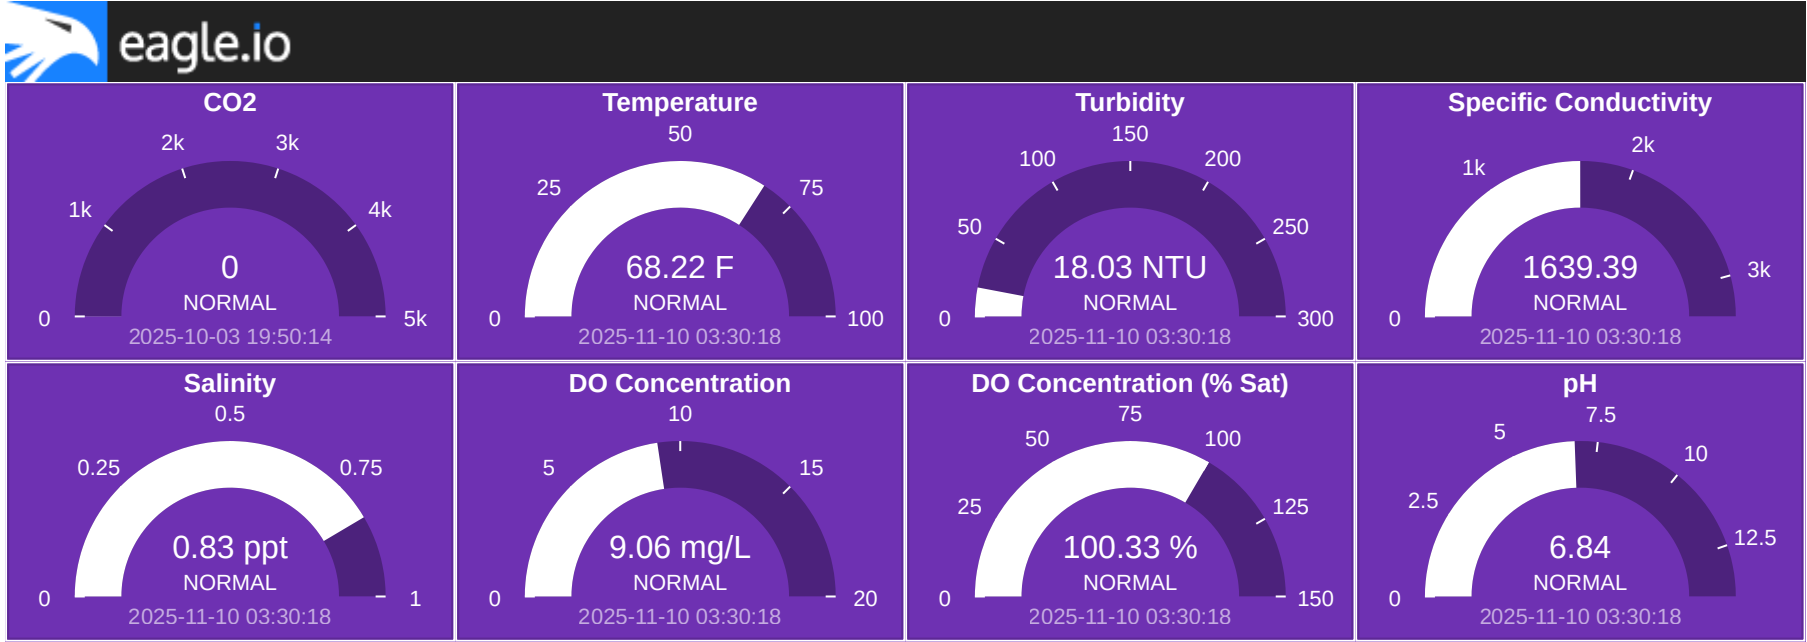 eagle.io
CO2
0
1k
2k
3k
4k
5k
0
NORMAL
2025-10-03 19:50:14
Temperature
0
25
50
75
100
68.22 F
NORMAL
2025-11-10 03:30:18
Turbidity
0
50
100
150
200
250
300
18.03 NTU
NORMAL
2025-11-10 03:30:18
Specific Conductivity
0
1k
2k
3k
1639.39
NORMAL
2025-11-10 03:30:18
Salinity
0
0.25
0.5
0.75
1
0.83 ppt
NORMAL
2025-11-10 03:30:18
DO Concentration
0
5
10
15
20
9.06 mg/L
NORMAL
2025-11-10 03:30:18
DO Concentration (% Sat)
0
25
50
75
100
125
150
100.33 %
NORMAL
2025-11-10 03:30:18
pH
0
2.5
5
7.5
10
12.5
6.84
NORMAL
2025-11-10 03:30:18